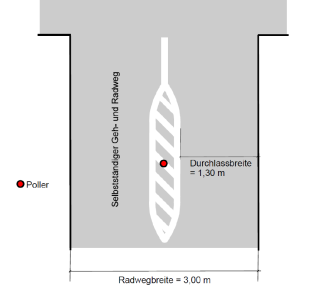 Selbstständiger Geh- und Radweg
Durchlassbreite
= 1,30 m
Poller
Radwegbreite = 3,00 m